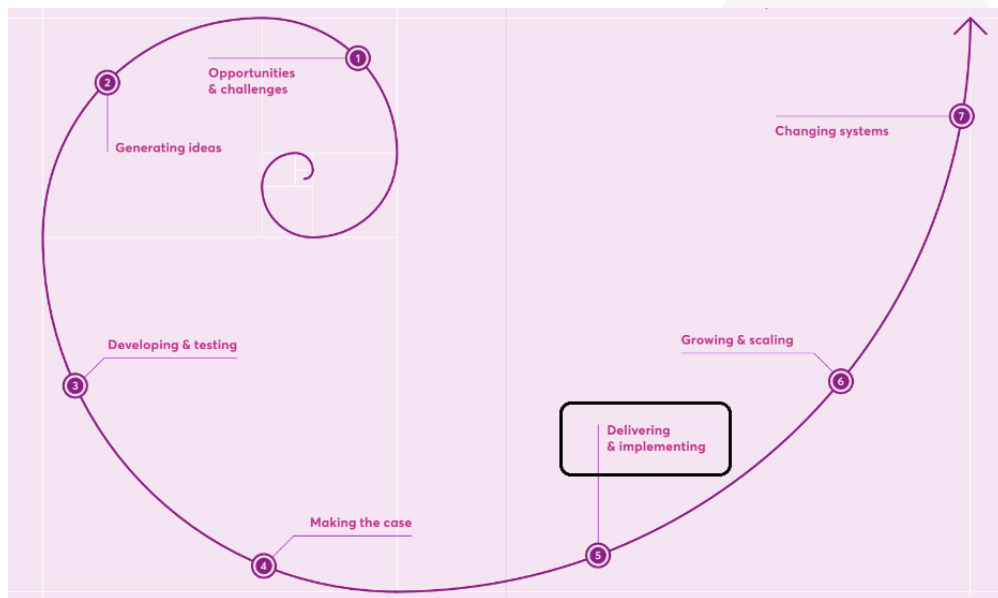 1
Opportunities
& challenges
2
Generating ideas
3
Developing & testing
4
Making the case
5
Delivering
& implementing
6
Growing & scaling
7
Changing systems